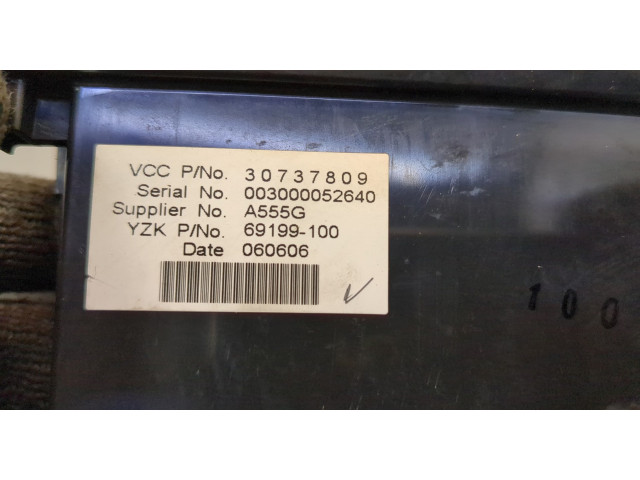 VCC P/No. 30737809
Serial No. 003000052640
Supplier No. A555G
YZK P/No. 69199-100
Date 060606
100